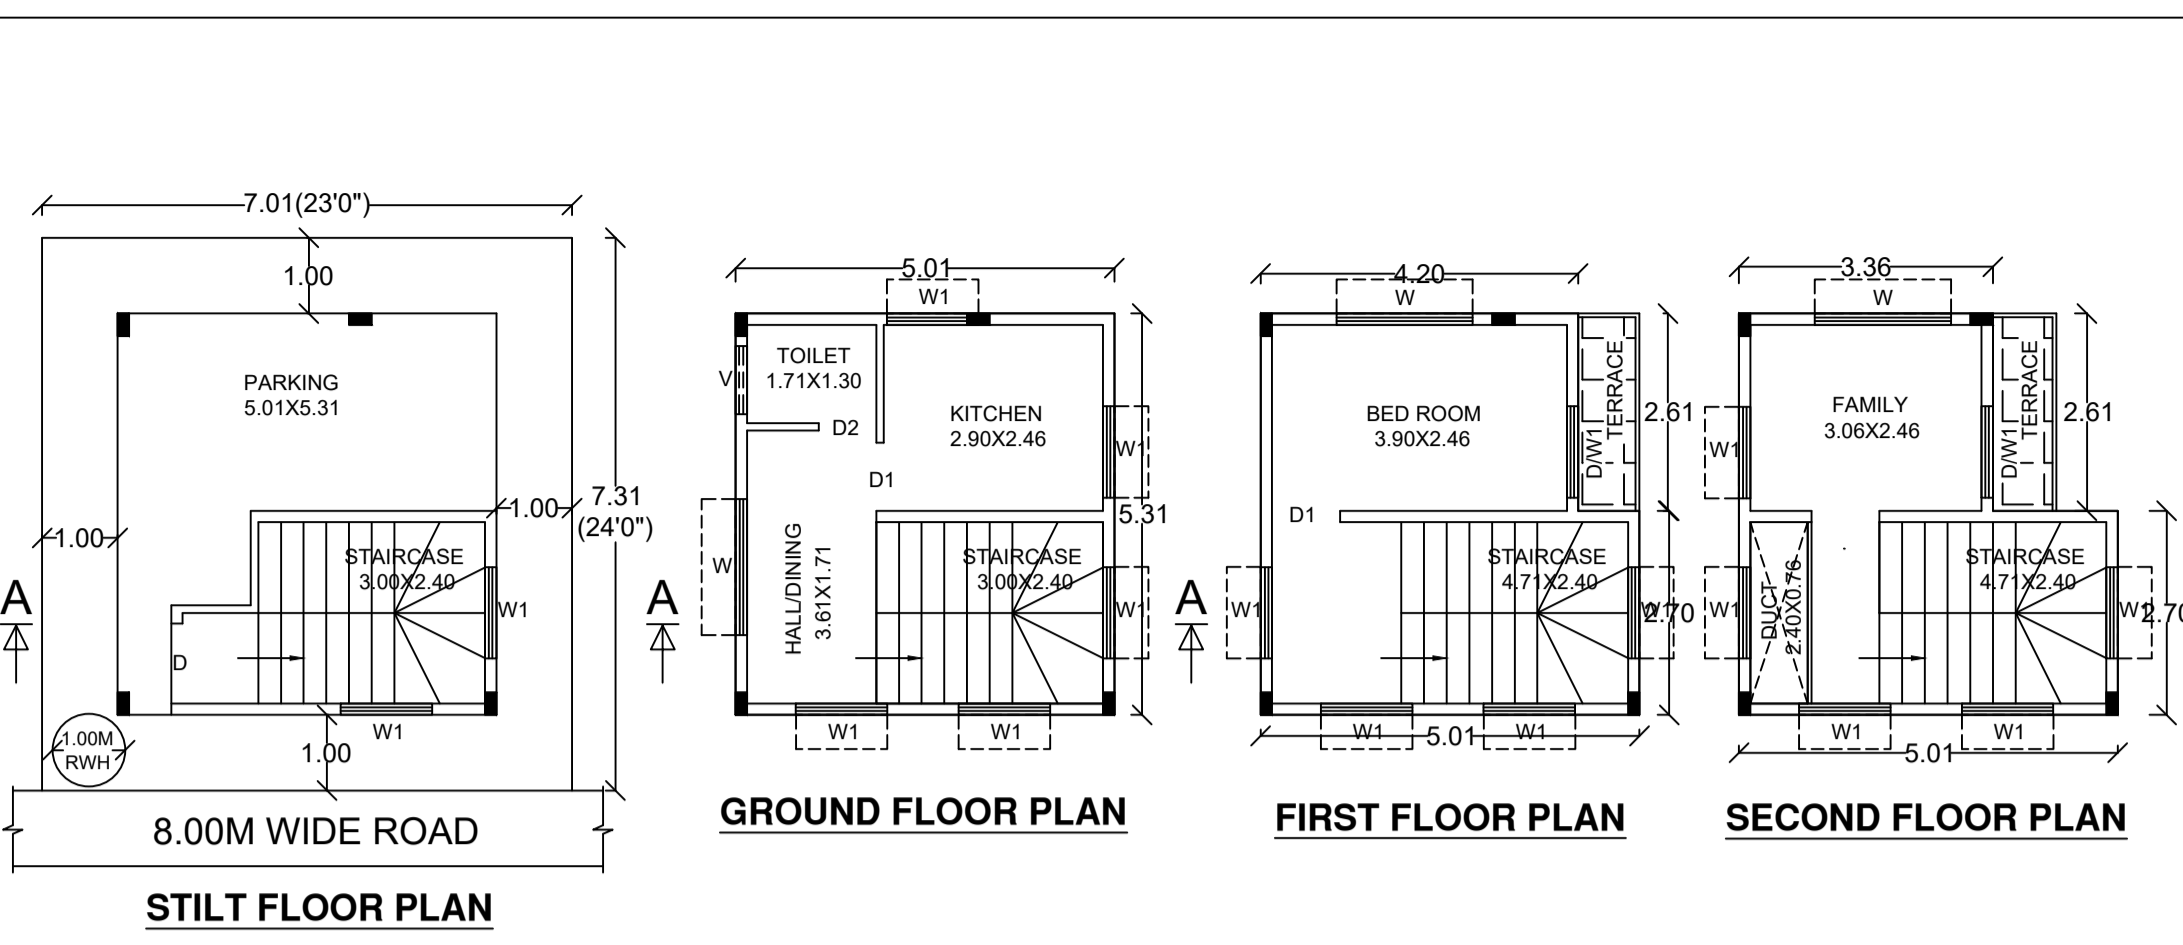 7.01(23'0")
1.00
PARKING
5.01X5.31
1.00
1.00
7.31
(24'0")
STAIRCASE
3.00X2.40
W1
A
D
W1
1.00M
RWH
1.00
8.00M WIDE ROAD
STILT FLOOR PLAN
5.01
W1
TOILET
1.71X1.30
V
D2
KITCHEN
2.90X2.46
W1
D1
5.31
HALL/DINING
3.61X1.71
W
STAIRCASE
3.00X2.40
A
W1
W1
W1
GROUND FLOOR PLAN
4.20
W
BED ROOM
3.90X2.46
D/W1
TERRACE
2.61
D1
STAIRCASE
4.71X2.40
A
W1
W1
2.70
W1
W1
5.01
FIRST FLOOR PLAN
3.36
W
FAMILY
3.06X2.46
W1
D/W1
TERRACE
2.61
DUCT
2.40X0.76
STAIRCASE
4.71X2.40
W1
W1
2.70
W1
W1
5.01
SECOND FLOOR PLAN